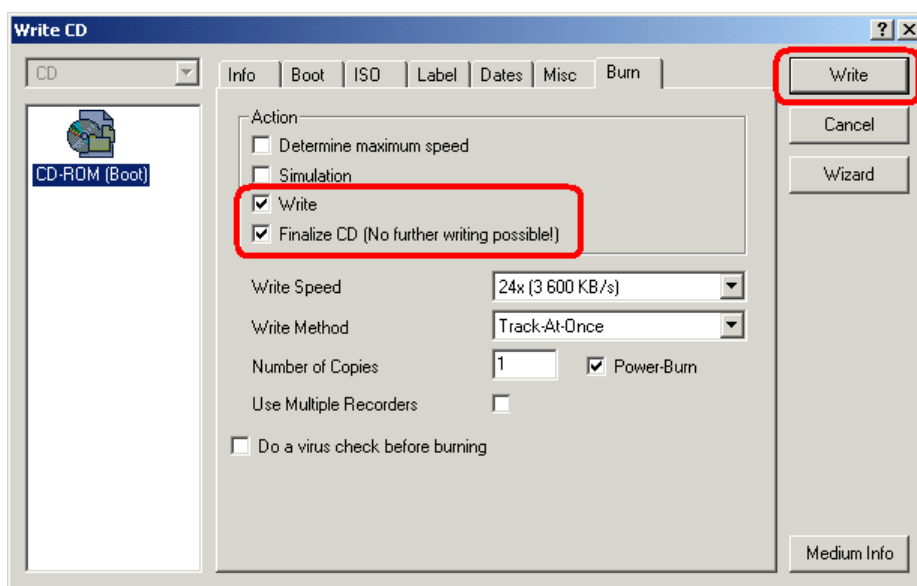 Write CD
CD
CD-ROM (Boot)
Info Boot ISO Label Dates Misc Burn
Action
Determine maximum speed
Simulation
Write
Finalize CD (No further writing possible!)
Write Speed 24x (3 600 KB/s)
Write Method Track-At-Once
Number of Copies 1 Power-Burn
Use Multiple Recorders
Do a virus check before burning
Write
Cancel
Wizard
Medium Info